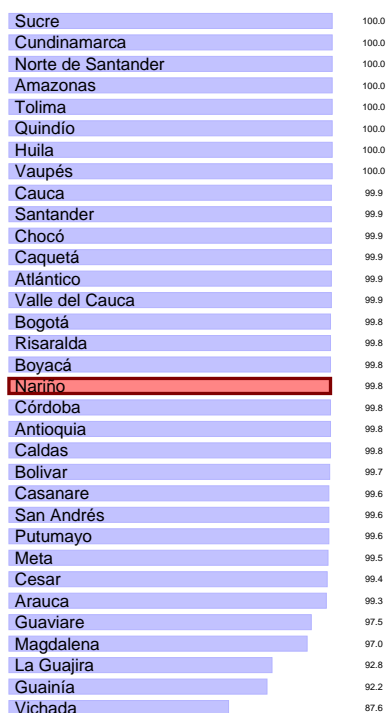 Sucre 100.0
Cundinamarca 100.0
Norte de Santander 100.0
Amazonas 100.0
Tolima 100.0
Quindío 100.0
Huila 100.0
Vaupés 100.0
Cauca 99.9
Santander 99.9
Chocó 99.9
Caquetá 99.9
Atlántico 99.9
Valle del Cauca 99.9
Bogotá 99.8
Risaralda 99.8
Boyacá 99.8
Nariño 99.8
Córdoba 99.8
Antioquia 99.8
Caldas 99.8
Bolivar 99.7
Casanare 99.6
San Andrés 99.6
Putumayo 99.6
Meta 99.5
Cesar 99.4
Arauca 99.3
Guaviare 97.5
Magdalena 97.0
La Guajira 92.8
Guainía 92.2
Vichada 87.6